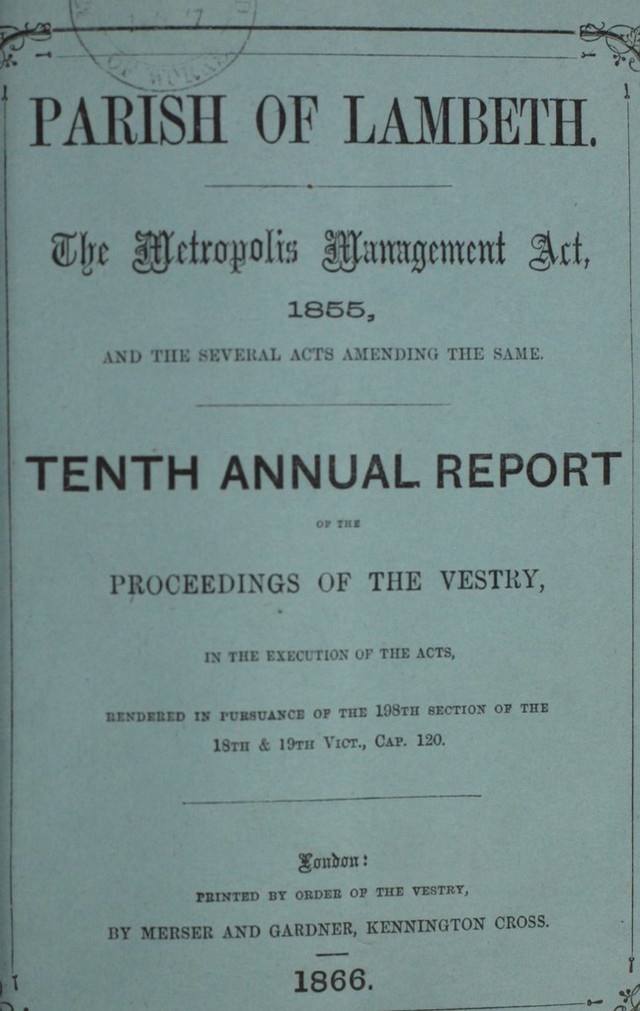 OF WORKS
PARISH OF LAMBETH.
The Metropolis Management Act,
1855,
AND THE SEVERAL ACTS AMENDING THE SAME.
TENTH ANNUAL REPORT
OF THE
PROCEEDINGS OF THE VESTRY,
IN THE EXECUTION OF THE ACTS,
RENDERED IN PURSUANCE OF THE 198TH SECTION OF THE
18TH & 19TH VICT., CAP. 120.
London:
PRINTED BY ORDER OF THE VESTRY,
BY MERSER AND GARDNER, KENNINGTON CROSS.
1866.